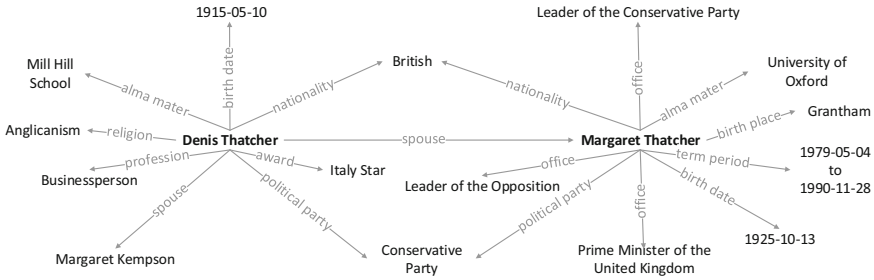 1915-05-10
Leader of the Conservative Party
Mill Hill
School
British
University of
Oxford
alma mater
birth date
nationality
nationality
office
alma mater
Grantham
Anglicanism
religion
Denis Thatcher
spouse
Margaret Thatcher
birth place
profession
award
office
term period
1979-05-04
to
1990-11-28
Businessperson
Italy Star
Leader of the Opposition
birth date
spouse
political party
political party
office
1925-10-13
Margaret Kempson
Conservative
Party
Prime Minister of the
United Kingdom